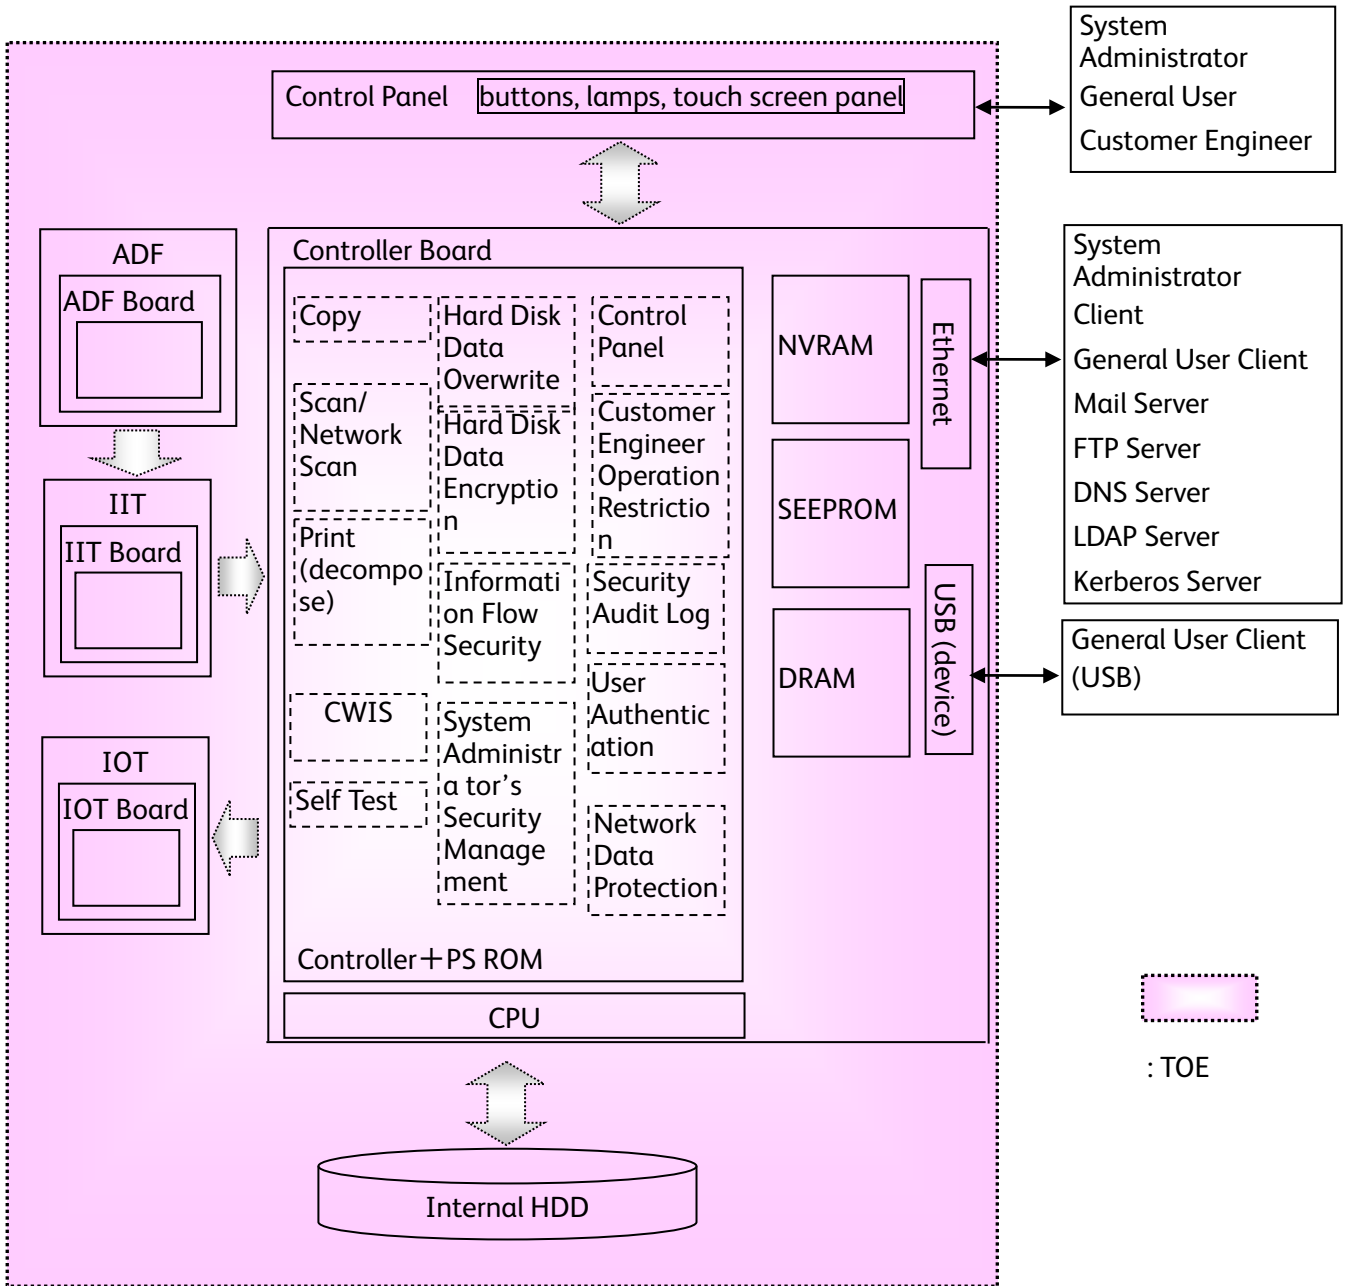 System
Administrator
General User
Customer Engineer
Control Panel buttons, lamps, touch screen panel
ADF
ADF Board
IIT
IIT Board
IOT
IOT Board
Controller Board
Copy
Scan/
Network
Scan
Print
(decompo
se)
CWIS
Self Test
Hard Disk
Data
Overwrite
Hard Disk
Data
Encryptio
n
Informati
on Flow
Security
System
Administr
a tor’s
Security
Manage
ment
Control
Panel
Customer
Engineer
Operation
Restrictio
n
Security
Audit Log
User
Authentic
ation
Network
Data
Protection
Controller+PS ROM
CPU
NVRAM
SEEPROM
DRAM
Ethernet
USB (device)
System
Administrator
Client
General User Client
Mail Server
FTP Server
DNS Server
LDAP Server
Kerberos Server
General User Client
(USB)
Internal HDD
: TOE